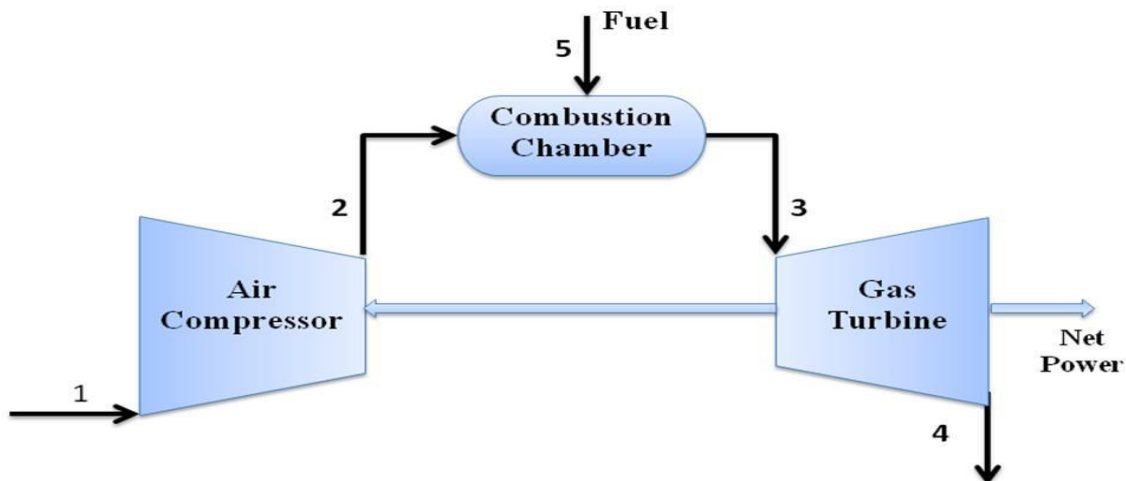 Fuel
5
Combustion
Chamber
2
3
Air
Compressor
Gas
Turbine
Net
Power
1
4